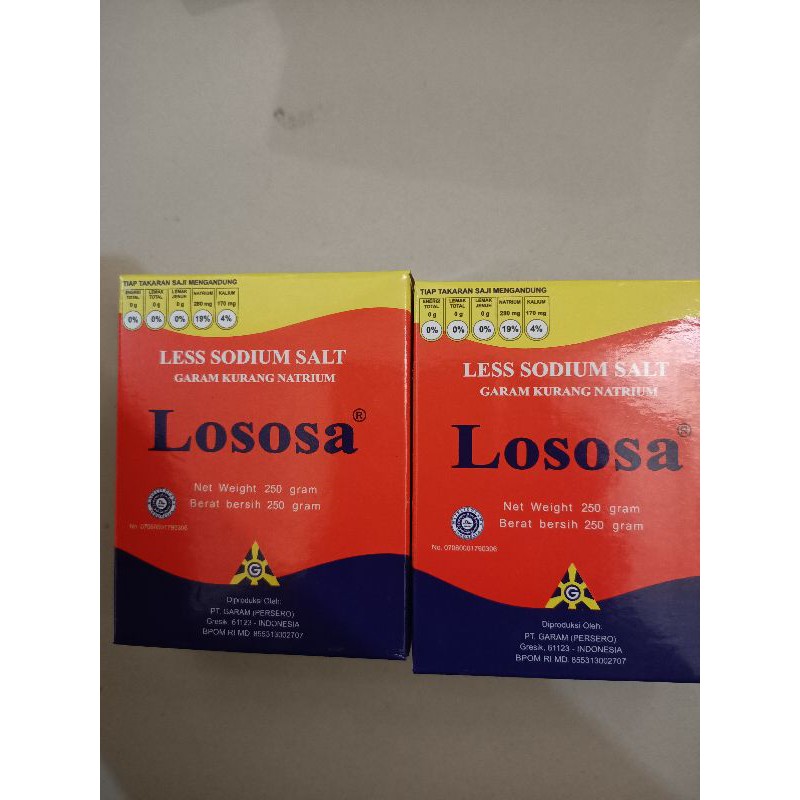 TIAP TAKARAN SAJI MENGANDUNG
ENERGI TOTAL LEMAK TOTAL LEMAK JENUH NATRIUM KALIUM
0 g 0 g 0 g 280 mg 170 mg
0% 0% 0% 19% 4%
LESS SODIUM SALT
GARAM KURANG NATRIUM
Lososa®
Net Weight 250 gram
Berat bersih 250 gram
No. 07060001760306
G
Diproduksi Oleh:
PT. GARAM (PERSERO)
Gresik, 61123 - INDONESIA
BPOM RI MD. 855313002707
TIAP TAKARAN SAJI MENGANDUNG
ENERGI TOTAL LEMAK TOTAL LEMAK JENUH NATRIUM KALIUM
0 g 0 g 0 g 280 mg 170 mg
0% 0% 0% 19% 4%
LESS SODIUM SALT
GARAM KURANG NATRIUM
Lososa®
Net Weight 250 gram
Berat bersih 250 gram
No. 07060001760306
G
Diproduksi Oleh:
PT. GARAM (PERSERO)
Gresik, 61123 - INDONESIA
BPOM RI MD. 855313002707